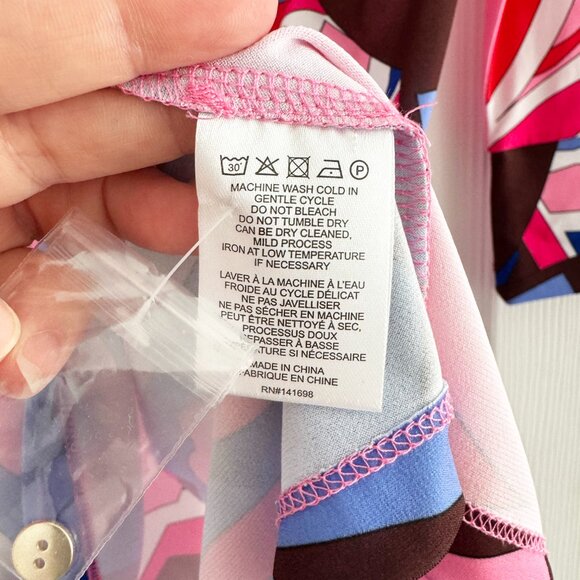 30°
P
MACHINE WASH COLD IN
GENTLE CYCLE
DO NOT BLEACH
DO NOT TUMBLE DRY
CAN BE DRY CLEANED,
MILD PROCESS
IRON AT LOW TEMPERATURE
IF NECESSARY
LAVER À LA MACHINE À L'EAU
FROIDE AU CYCLE DÉLICAT
NE PAS JAVELLISER
NE PAS SÉCHER EN MACHINE
PEUT ÊTRE NETTOYÉ À SEC,
PROCESSUS DOUX
À BASSE
SI NÉCESSAIRE
MADE IN CHINA
FABRIQUE EN CHINE
RN#141698